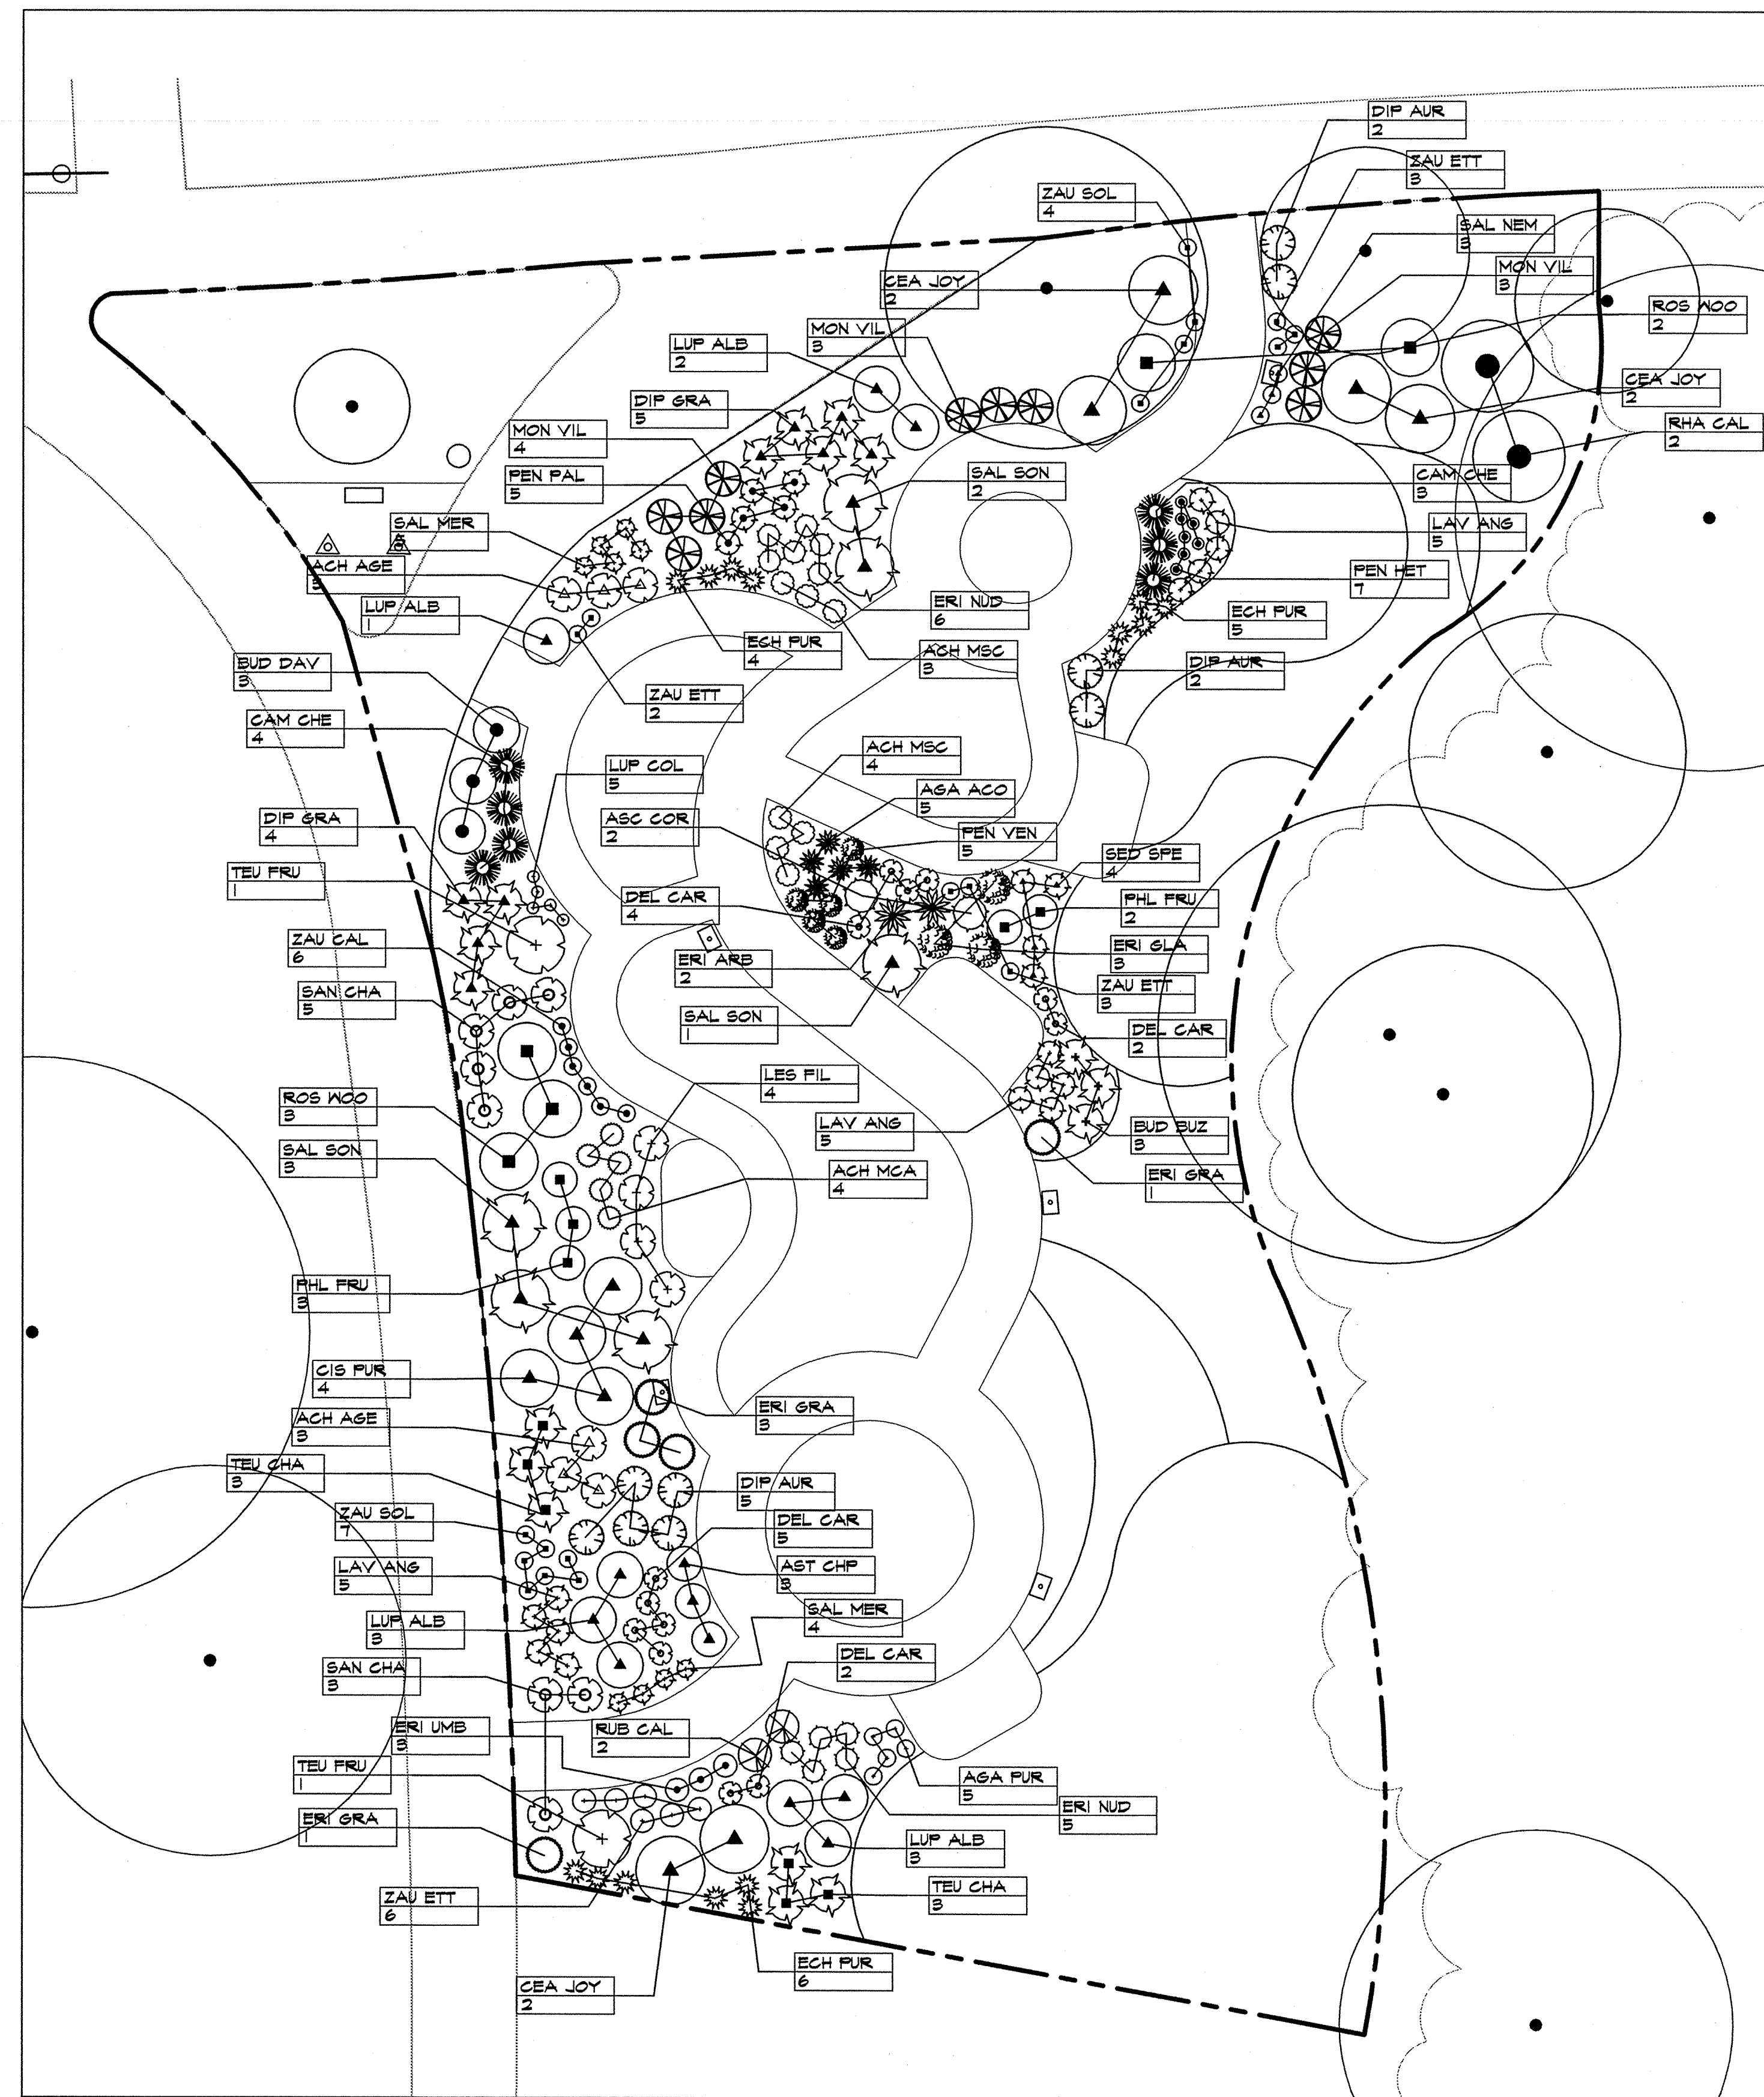 DIP AUR
2
ZAU ETT
3
ZAU SOL
4
SAL NEM
3
MON VIL
3
CEA JOY
2
ROS WOO
2
MON VIL
3
LUP ALB
2
CEA JOY
2
DIP GRA
5
RHA CAL
2
MON VIL
4
PEN PAL
5
SAL SON
2
CAM CHE
3
SAL MER
LAV ANG
5
ACH AGE
5
PEN HET
7
LUP ALB
1
ERI NUD
6
ECH PUR
5
ECH PUR
4
ACH MSC
3
BUD DAV
3
DIP AUR
2
ZAU ETT
2
CAM CHE
4
ACH MSC
4
LUP COL
5
AGA ACO
5
DIP GRA
4
ASC COR
2
PEN VEN
5
SED SPE
4
TEU FRU
1
DEL CAR
4
PHL FRU
2
ZAU CAL
6
ERI GLA
3
ERI ARB
2
ZAU ETT
3
SAN CHA
5
SAL SON
1
DEL CAR
2
LES FIL
4
ROS WOO
3
LAV ANG
5
BUD BUZ
3
SAL SON
3
ACH MCA
4
ERI GRA
1
PHL FRU
3
CIS PUR
4
ERI GRA
3
ACH AGE
3
TEU CHA
3
DIP AUR
5
ZAU SOL
7
DEL CAR
5
LAV ANG
5
AST CHP
3
LUP ALB
3
SAL MER
4
SAN CHA
3
DEL CAR
2
ERI UMB
3
RUB CAL
2
TEU FRU
1
AGA PUR
5
ERI NUD
5
ERI GRA
1
LUP ALB
3
ZAU ETT
6
TEU CHA
3
ECH PUR
6
CEA JOY
2